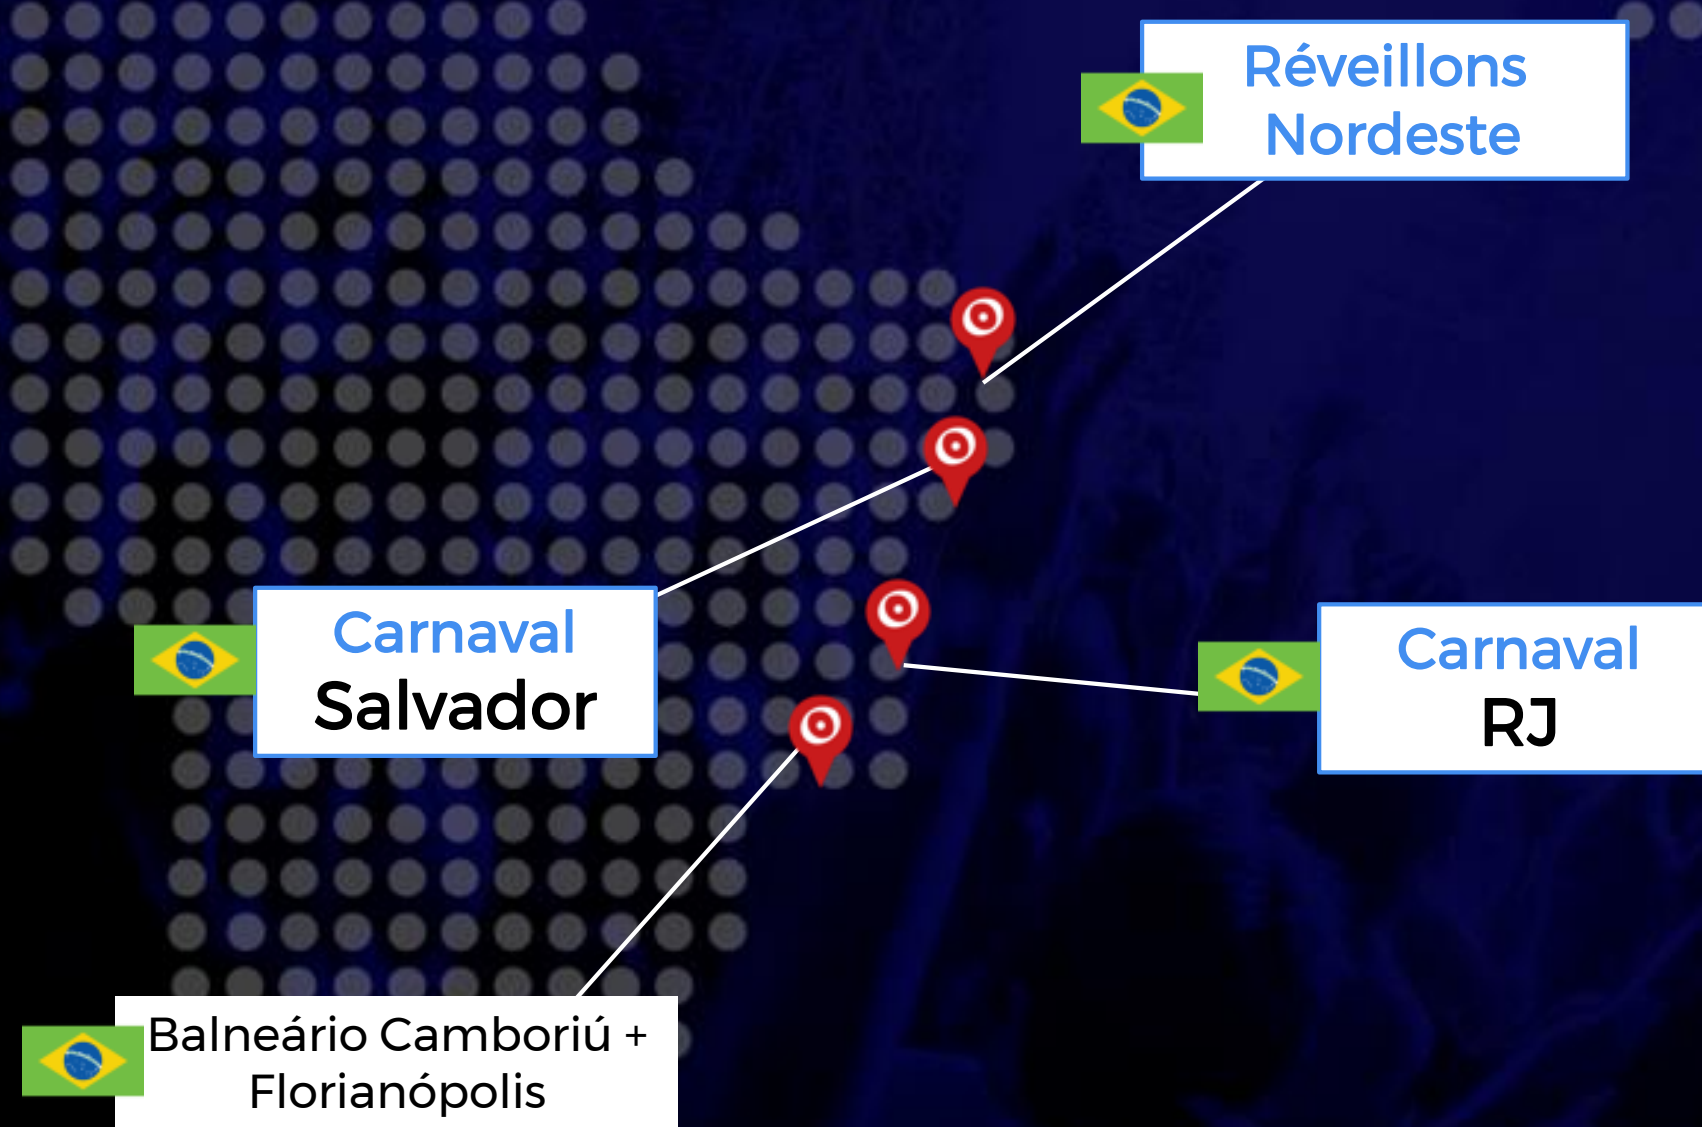 Réveillons
Nordeste
Carnaval
Salvador
Carnaval
RJ
Balneário Camboriú +
Florianópolis